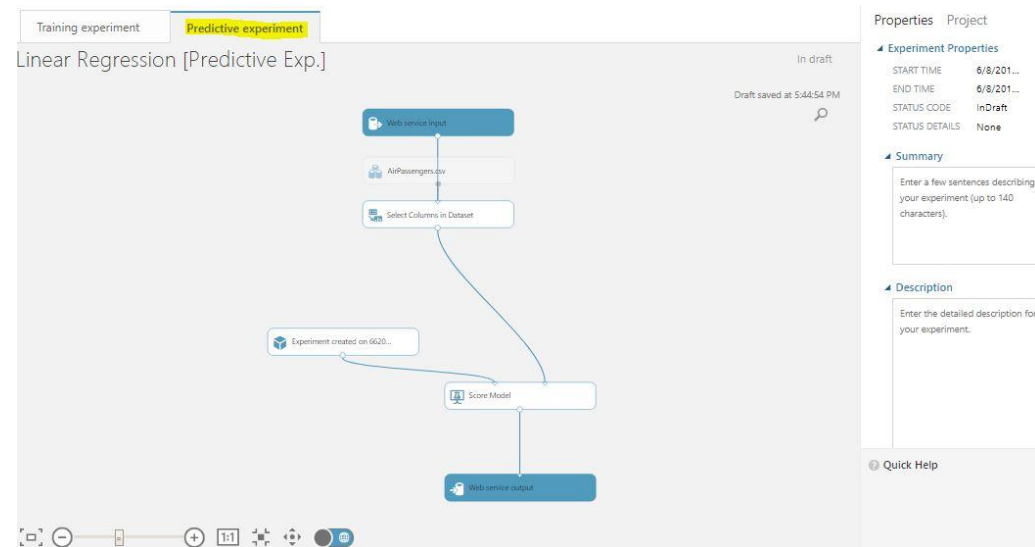 Training experiment
Predictive experiment
Linear Regression [Predictive Exp.]
In draft
Draft saved at 5:44:54 PM
Web service input
AirPassengers.csv
Select Columns in Dataset
Experiment created on 6620...
Score Model
Web service output
1:1
Properties Project
Experiment Properties
START TIME 6/8/201...
END TIME 6/8/201...
STATUS CODE InDraft
STATUS DETAILS None
Summary
Enter a few sentences describing
your experiment (up to 140
characters).
Description
Enter the detailed description for
your experiment.
Quick Help